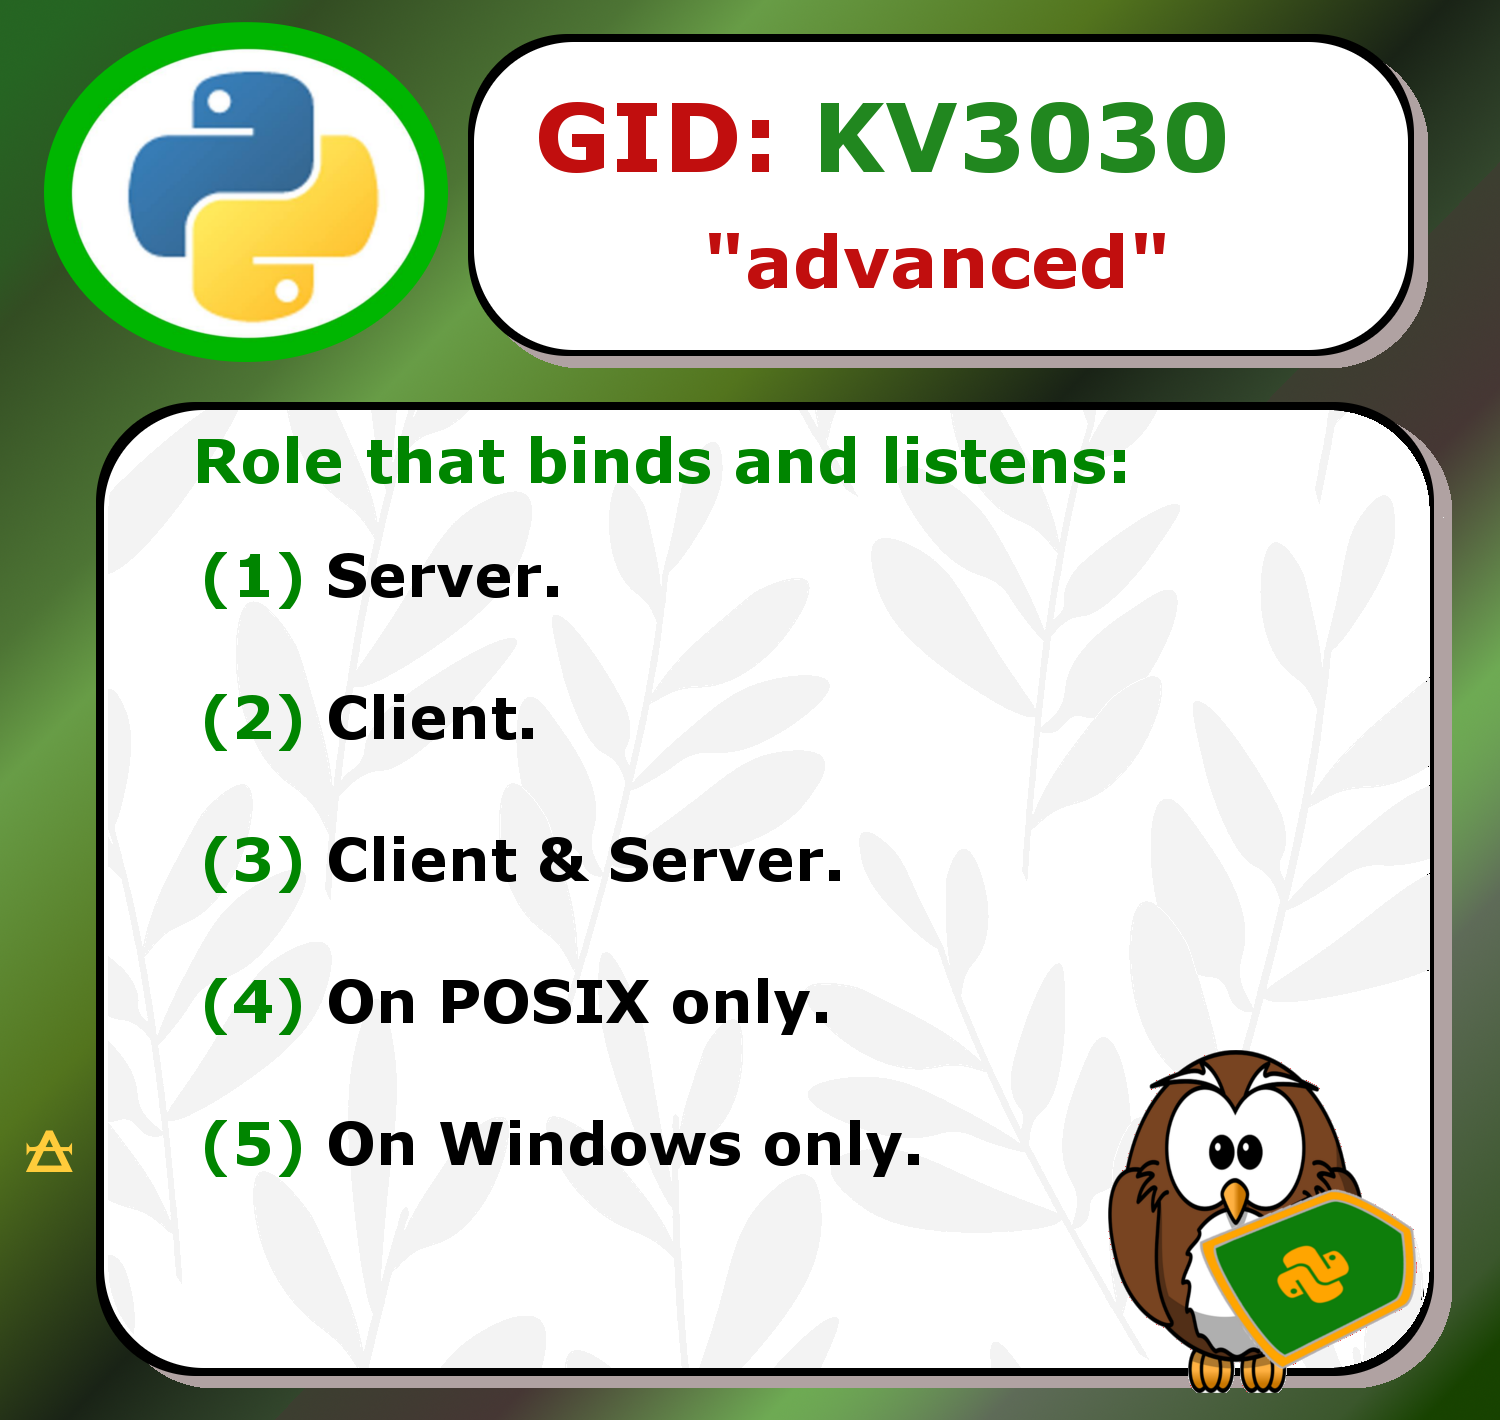 GID: KV3030
"advanced"
Role that binds and listens:
(1) Server.
(2) Client.
(3) Client & Server.
(4) On POSIX only.
(5) On Windows only.